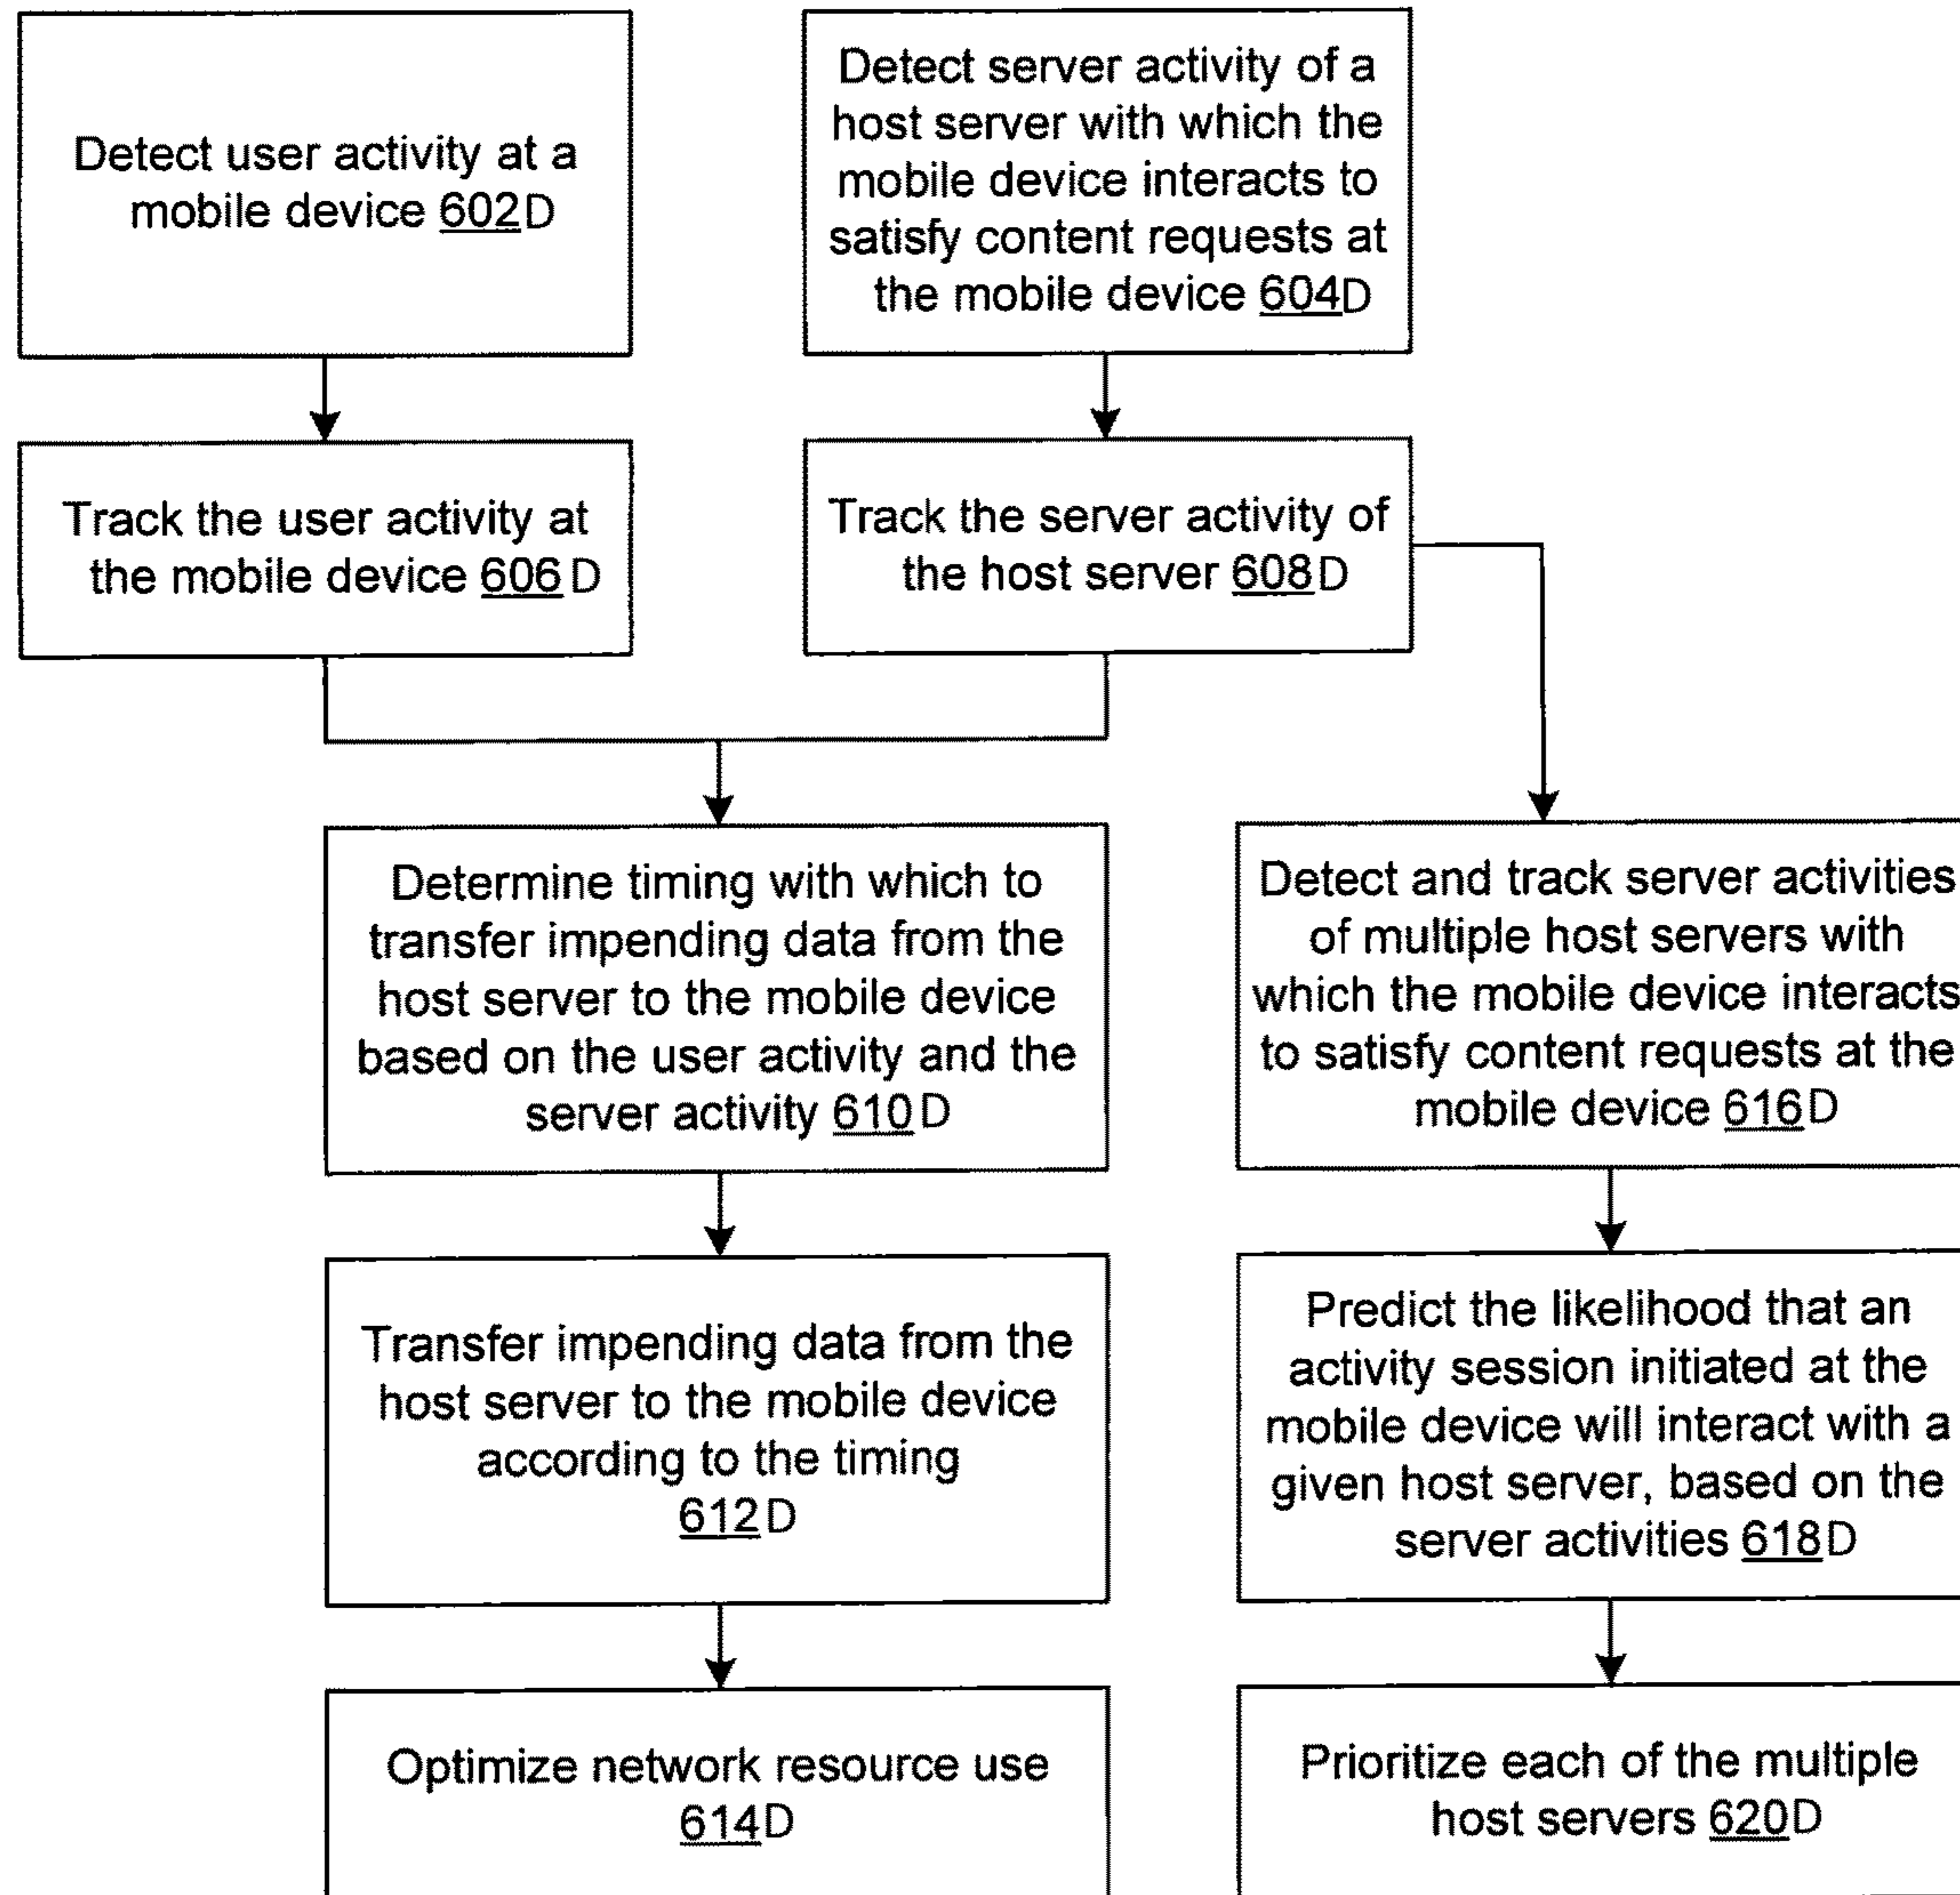 Detect user activity at a
mobile device 602D
Detect server activity of a
host server with which the
mobile device interacts to
satisfy content requests at
the mobile device 604D
Track the user activity at
the mobile device 606D
Track the server activity of
the host server 608D
Determine timing with which to
transfer impending data from the
host server to the mobile device
based on the user activity and the
server activity 610D
Detect and track server activities
of multiple host servers with
which the mobile device interacts
to satisfy content requests at the
mobile device 616D
Transfer impending data from the
host server to the mobile device
according to the timing
612D
Predict the likelihood that an
activity session initiated at the
mobile device will interact with a
given host server, based on the
server activities 618D
Optimize network resource use
614D
Prioritize each of the multiple
host servers 620D